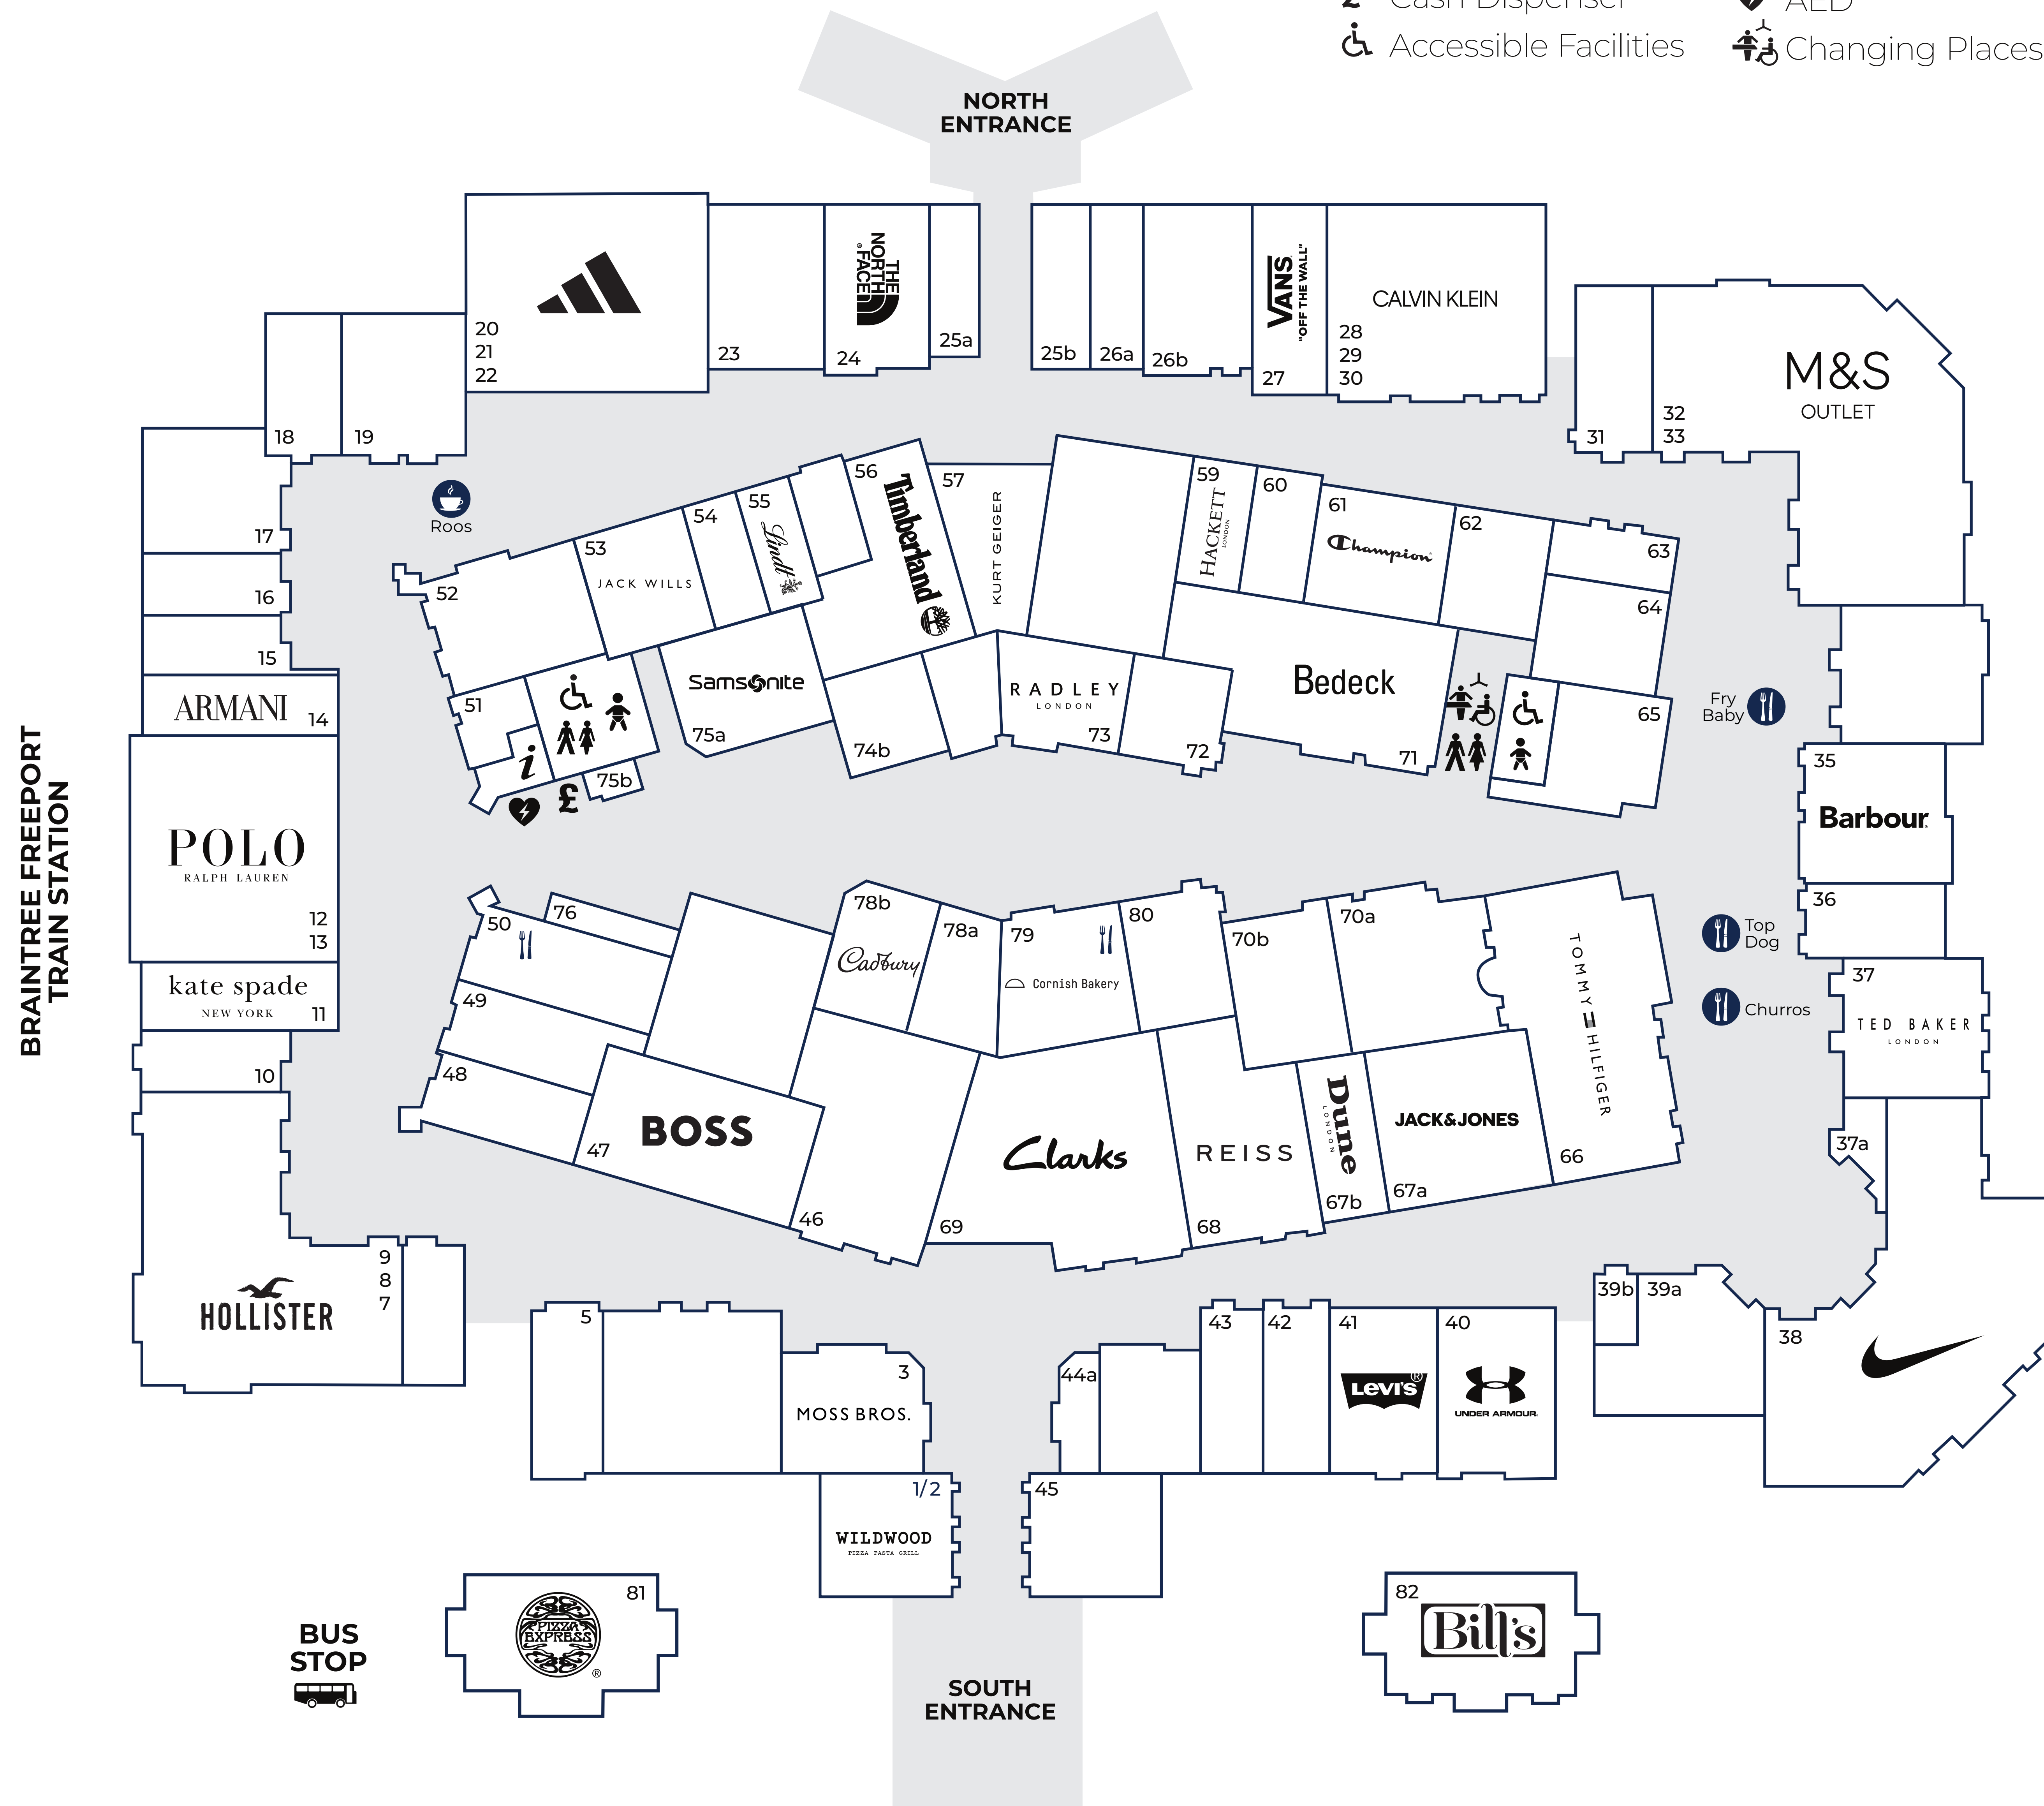 £ Cash Dispenser
AED
Accessible Facilities
Changing Places
NORTH
ENTRANCE
20
21
22
23
THE
NORTH
FACE®
24
25a
25b
26a
26b
VANS
"OFF THE WALL"
27
CALVIN KLEIN
28
29
30
31
32
33
M&S
OUTLET
18
19
17
16
15
ARMANI
14
POLO
RALPH LAUREN
12
13
kate spade
NEW YORK
11
10
HOLLISTER
9
8
7
BRAINTREE FREEPORT
TRAIN STATION
Roos
52
53
JACK WILLS
54
55
Lindt
56
Timberland
57
KURT GEIGER
59
HACKETT
LONDON
60
61
Champion
62
63
64
65
51
i
£
75b
Samsonite
75a
74b
RADLEY
LONDON
73
72
Bedeck
71
Fry
Baby
35
Barbour
36
Top
Dog
Churros
37
TED BAKER
LONDON
37a
50
76
49
48
47
BOSS
46
78b
Cadbury
78a
79
Cornish Bakery
80
70b
70a
TOMMY HILFIGER
66
69
Clarks
REISS
68
Dune
LONDON
67b
JACK&JONES
67a
5
3
MOSS BROS.
1/2
WILDWOOD
PIZZA PASTA GRILL
44a
45
43
42
41
LEVI'S®
40
UNDER ARMOUR
39b
39a
38
BUS
STOP
81
PIZZA
EXPRESS
®
82
Bill's
SOUTH
ENTRANCE